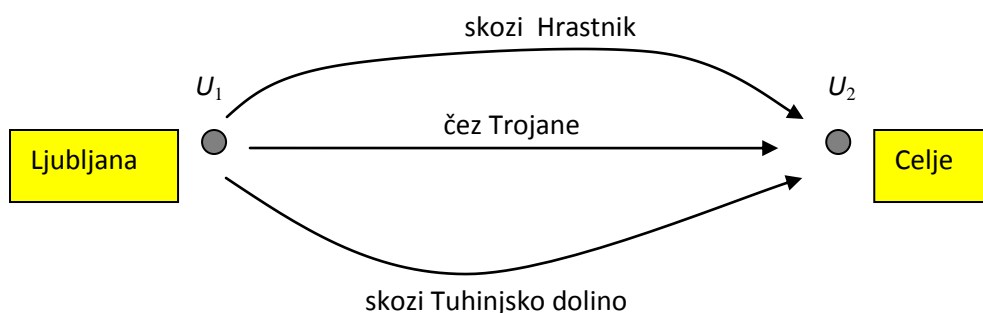 skozi Hrastnik
U1
U2
čez Trojane
Ljubljana
Celje
skozi Tuhinjsko dolino